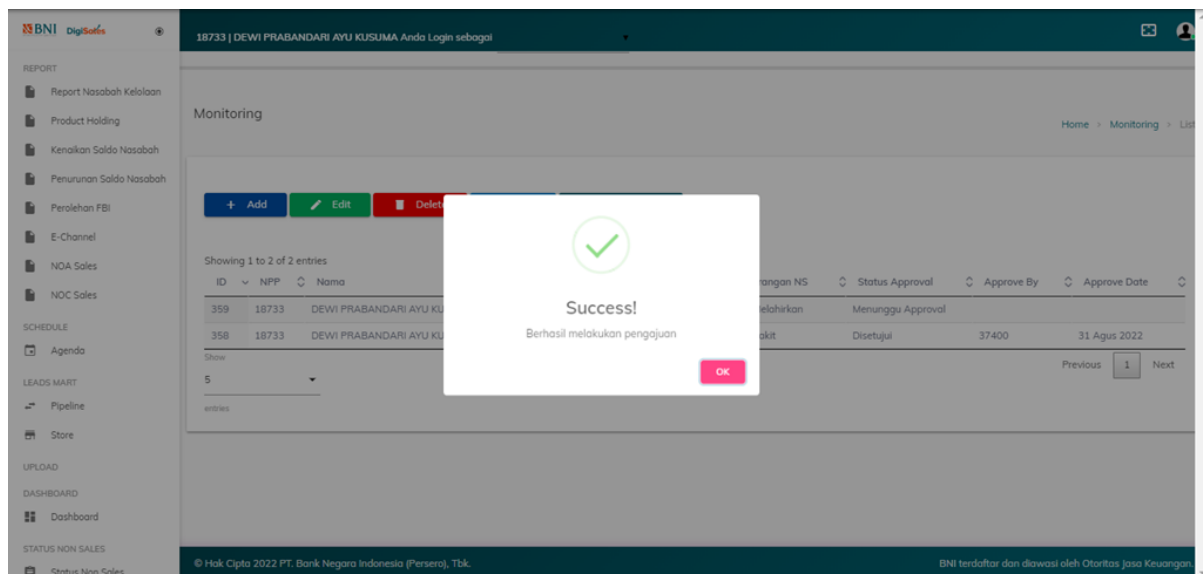 BNI DigiSales
18733 | DEWI PRABANDARI AYU KUSUMA Anda Login sebagai
REPORT
Report Nasabah Kelolaan
Product Holding
Kenaikan Saldo Nasabah
Penurunan Saldo Nasabah
Perolehan FBI
E-Channel
NOA Sales
NOC Sales
SCHEDULE
Agenda
LEADS MART
Pipeline
Store
UPLOAD
DASHBOARD
Dashboard
STATUS NON SALES
Status Non Sales
Monitoring
Home > Monitoring > List
+ Add Edit Delete
Showing 1 to 2 of 2 entries
ID NPP Nama rangan NS Status Approval Approve By Approve Date
359 18733 DEWI PRABANDARI AYU KU elahirkan Menunggu Approval
358 18733 DEWI PRABANDARI AYU KU akit Disetujui 37400 31 Agus 2022
Show
5
entries
Previous 1 Next
Success!
Berhasil melakukan pengajuan
OK
© Hak Cipta 2022 PT. Bank Negara Indonesia (Persero), Tbk.
BNI terdaftar dan diawasi oleh Otoritas Jasa Keuangan.